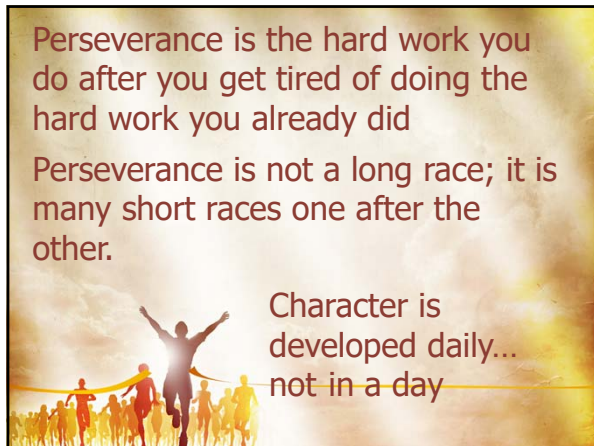 Perseverance is the hard work you
do after you get tired of doing the
hard work you already did
Perseverance is not a long race; it is
many short races one after the
other.
Character is
developed daily...
not in a day